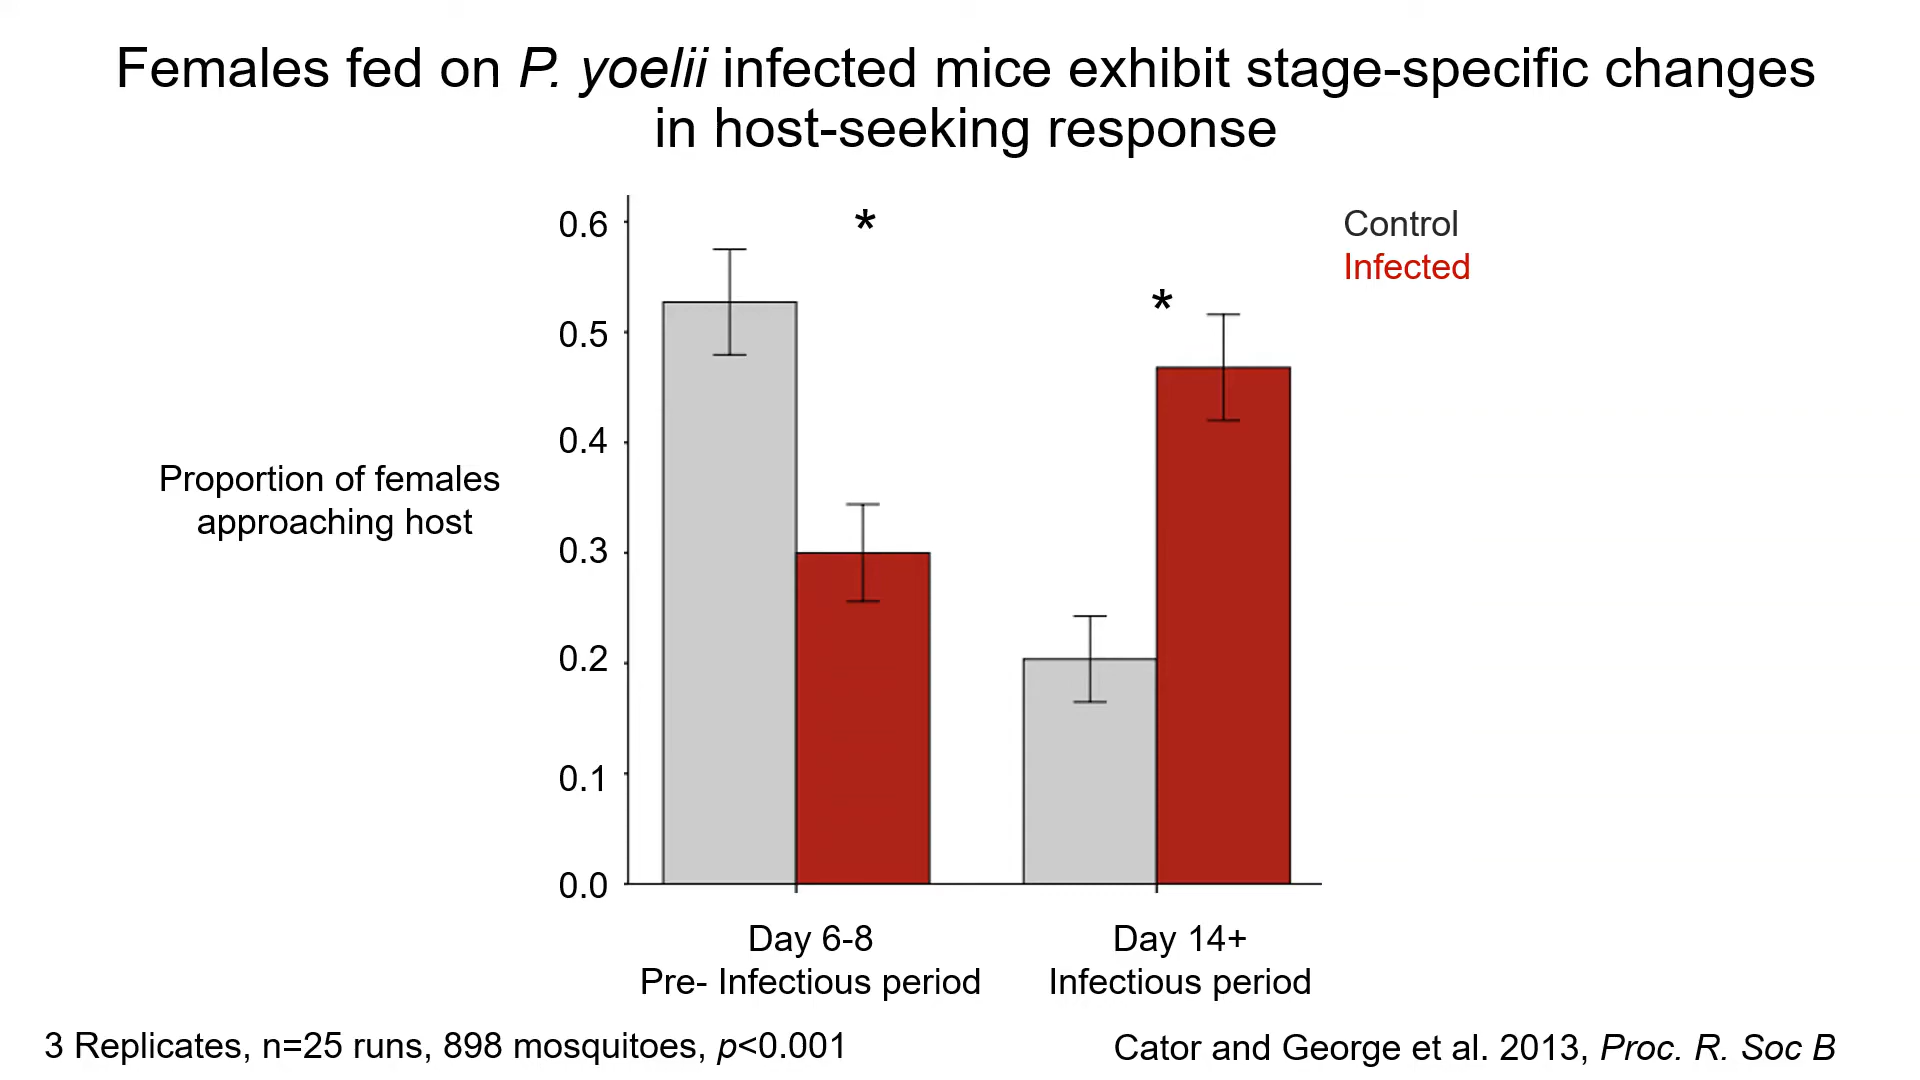 Females fed on P. yoelii infected mice exhibit stage-specific changes
in host-seeking response
0.6
0.5
0.4
0.3
0.2
0.1
0.0
Proportion of females
approaching host
*
*
Control
Infected
Day 6-8
Pre- Infectious period
Day 14+
Infectious period
3 Replicates, n=25 runs, 898 mosquitoes, p<0.001
Cator and George et al. 2013, Proc. R. Soc B